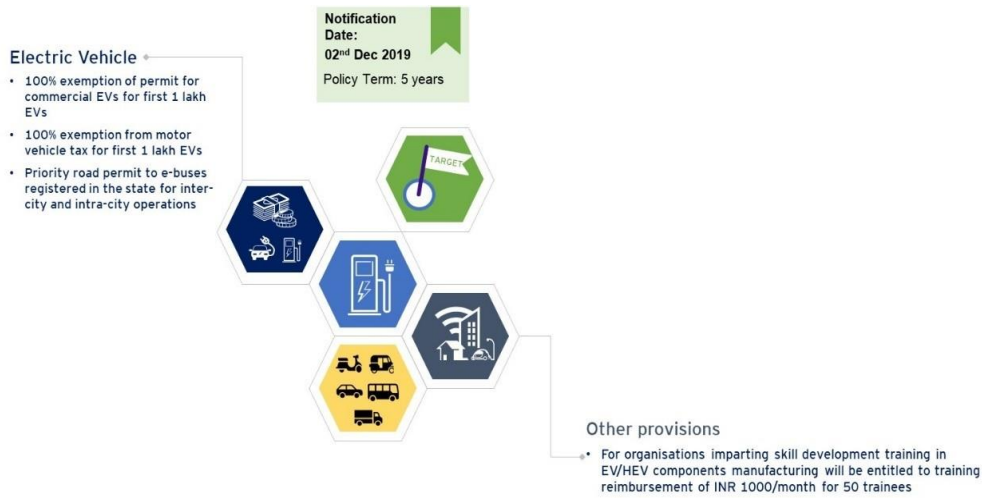 Notification
Date:
02nd Dec 2019
Policy Term: 5 years
Electric Vehicle
• 100% exemption of permit for
commercial EVs for first 1 lakh
EVs
• 100% exemption from motor
vehicle tax for first 1 lakh EVs
• Priority road permit to e-buses
registered in the state for inter-
city and intra-city operations
TARGET
Other provisions
• For organisations imparting skill development training in
EV/HEV components manufacturing will be entitled to training
reimbursement of INR 1000/month for 50 trainees